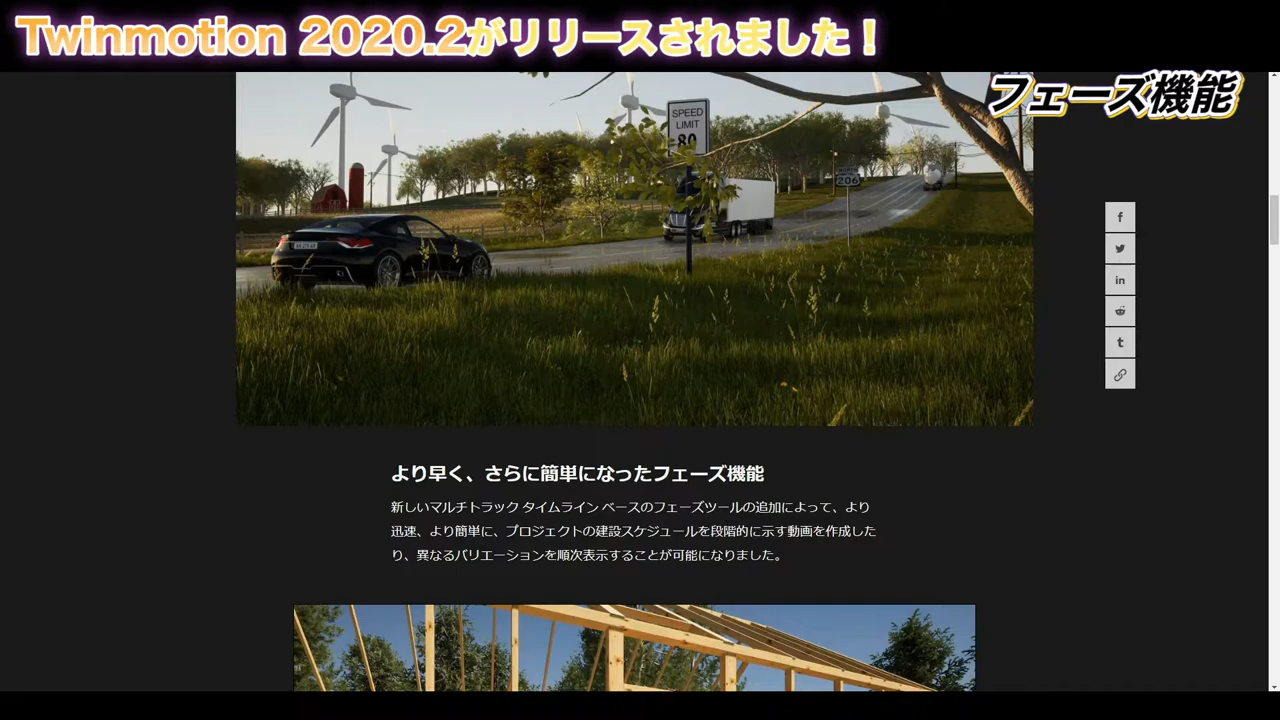 Twinmotion 2020.2がリリースされました！
フェーズ機能
SPEED
LIMIT
80
206
より早く、さらに簡単になったフェーズ機能
新しいマルチトラック タイムライン ベースのフェーズツールの追加によって、より
迅速、より簡単に、プロジェクトの建設スケジュールを段階的に示す動画を作成した
り、異なるバリエーションを順次表示することが可能になりました。